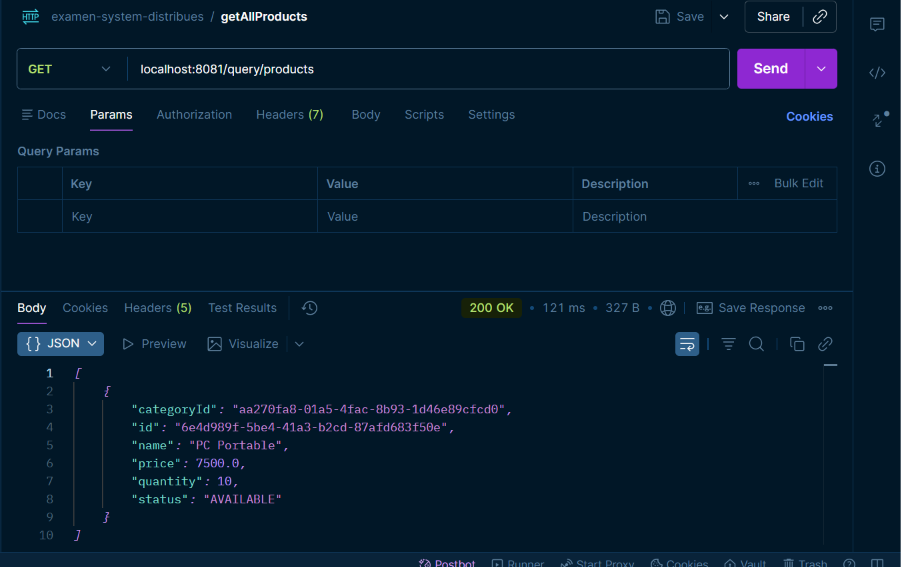 HTTP examen-system-distribues / getAllProducts Save Share
GET localhost:8081/query/products Send
Docs Params Authorization Headers (7) Body Scripts Settings Cookies
Query Params
Key Value Description Bulk Edit
Key Value Description
Body Cookies Headers (5) Test Results 200 OK • 121 ms • 327 B • e.g. Save Response
{} JSON Preview Visualize
1 [
2 {
3 "categoryId": "aa270fa8-01a5-4fac-8b93-1d46e89cfcd0",
4 "id": "6e4d989f-5be4-41a3-b2cd-87afd683f50e",
5 "name": "PC Portable",
6 "price": 7500.0,
7 "quantity": 10,
8 "status": "AVAILABLE"
9 }
10 ]
Postbot Runner Start Proxy Cookies Vault Trash